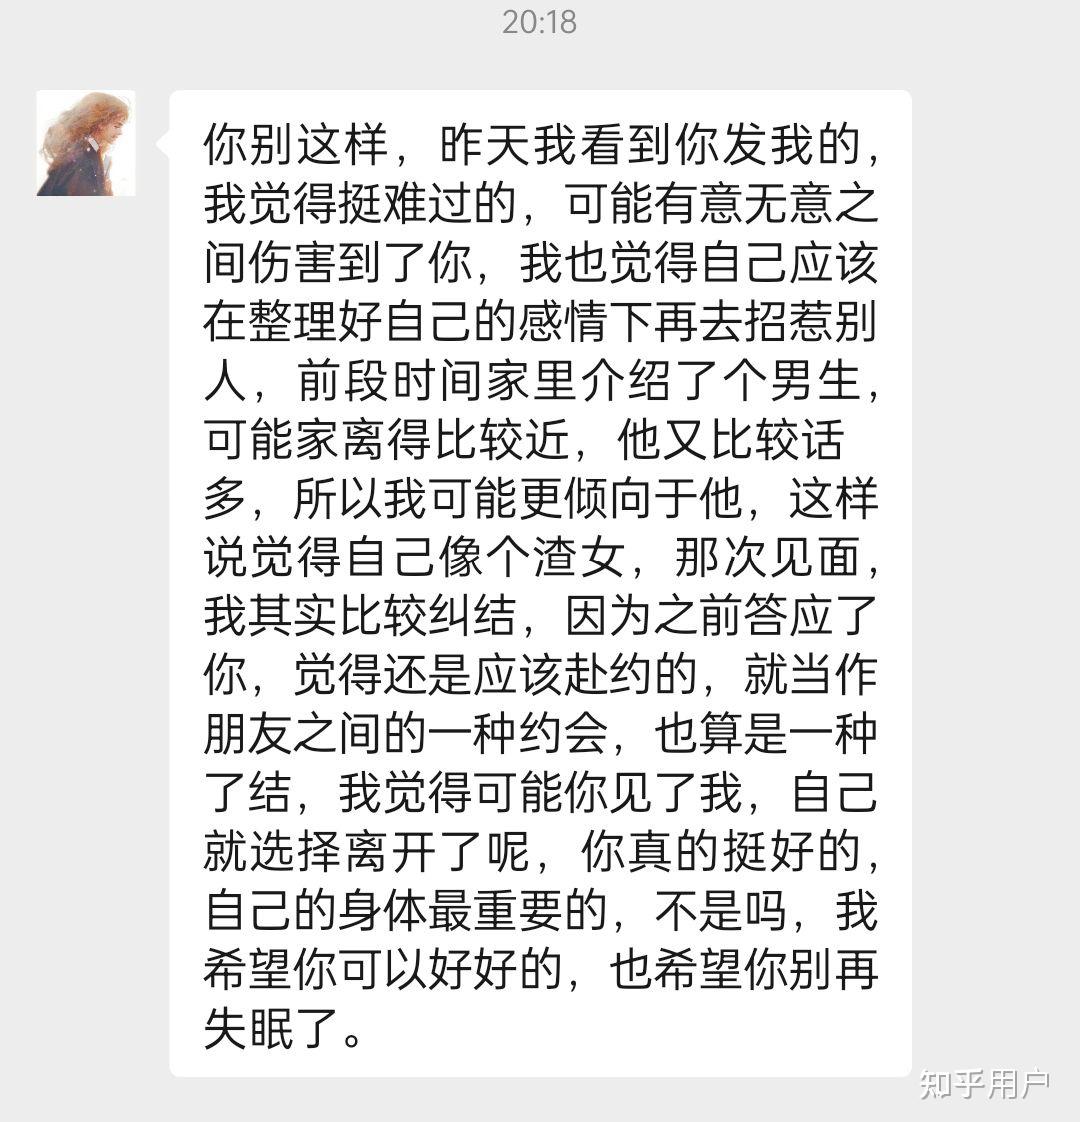 20:18
你别这样，昨天我看到你发我的，
我觉得挺难过的，可能有意无意之
间伤害到了你，我也觉得自己应该
在整理好自己的感情下再去招惹别
人，前段时间家里介绍了个男生，
可能家离得比较近，他又比较话
多，所以我可能更倾向于他，这样
说觉得自己像个渣女，那次见面，
我其实比较纠结，因为之前答应了
你，觉得还是应该赴约的，就当作
朋友之间的一种约会，也算是一种
了结，我觉得可能你见了我，自己
就选择离开了呢，你真的挺好的，
自己的身体最重要的，不是吗，我
希望你可以好好的，也希望你别再
失眠了。
知乎用户